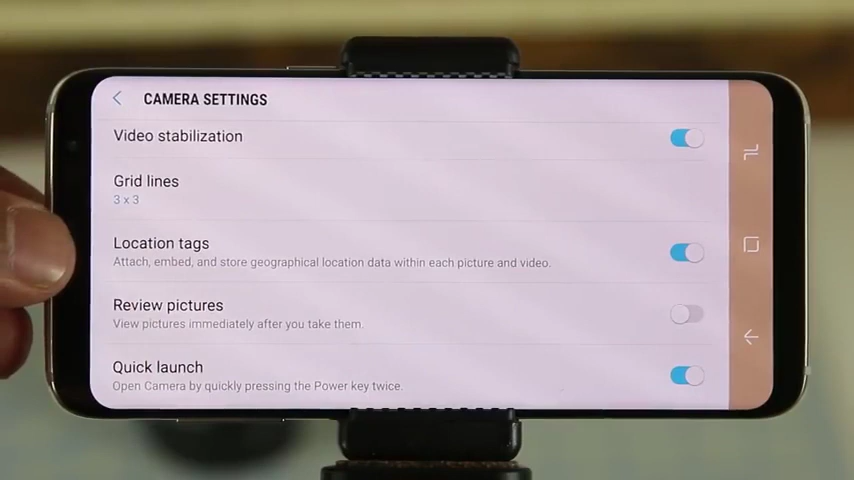 CAMERA SETTINGS
Video stabilization
Grid lines
3 x 3
Location tags
Attach, embed, and store geographical location data within each picture and video.
Review pictures
View pictures immediately after you take them.
Quick launch
Open Camera by quickly pressing the Power key twice.